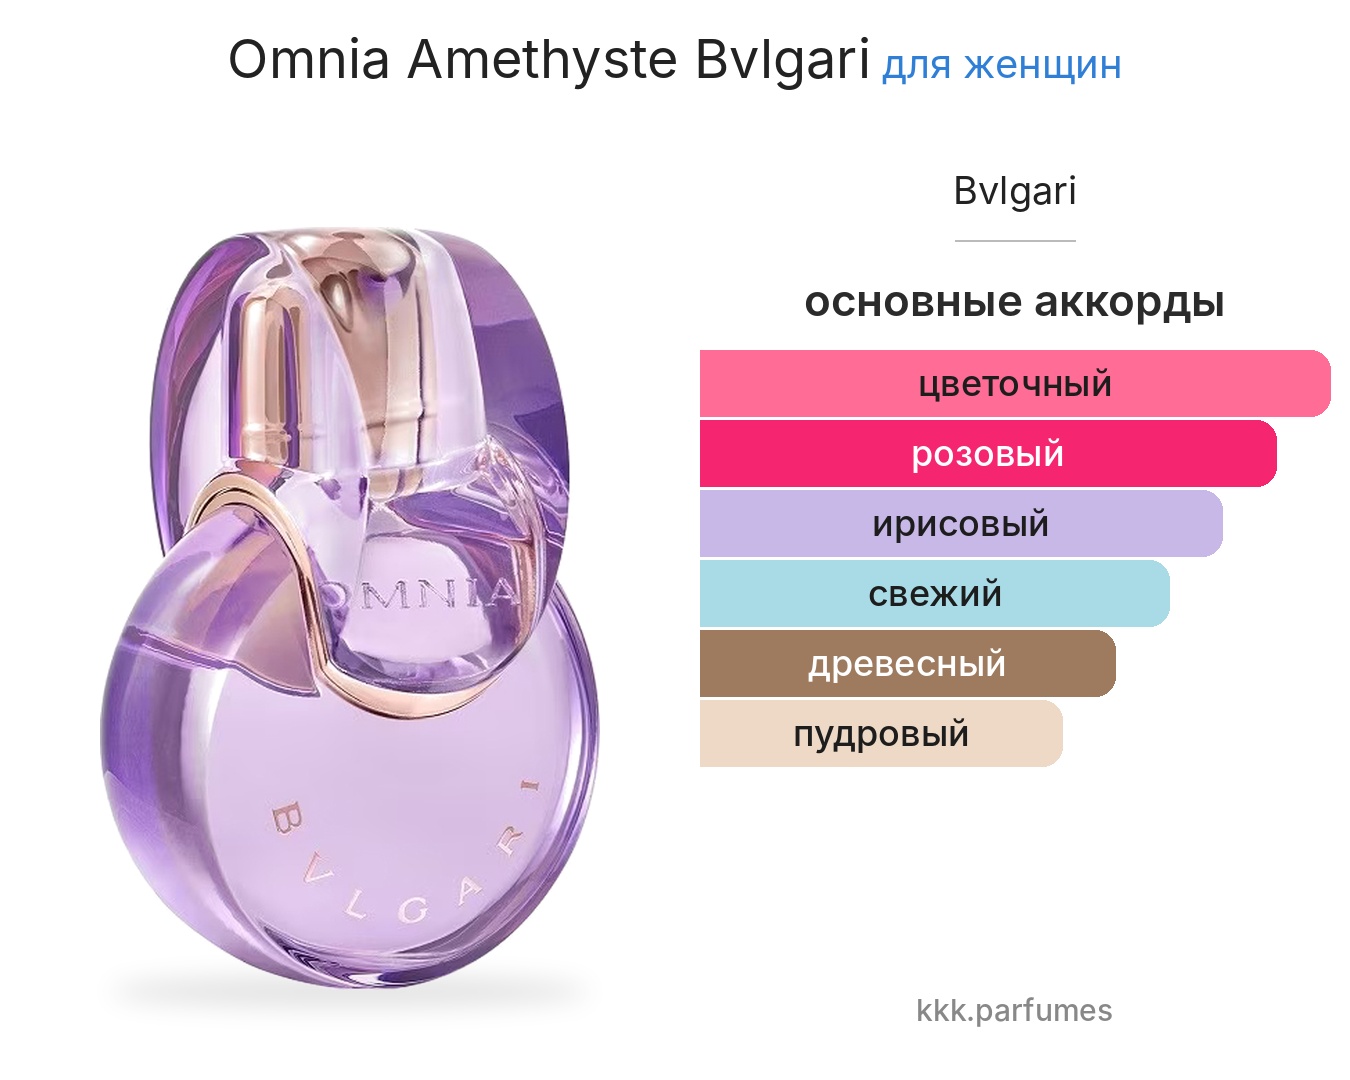 Omnia Amethyste Bvlgari для женщин
Bvlgari
основные аккорды
цветочный
розовый
ирисовый
свежий
древесный
пудровый
OMNIA
BVLGARI
kkk.parfumes